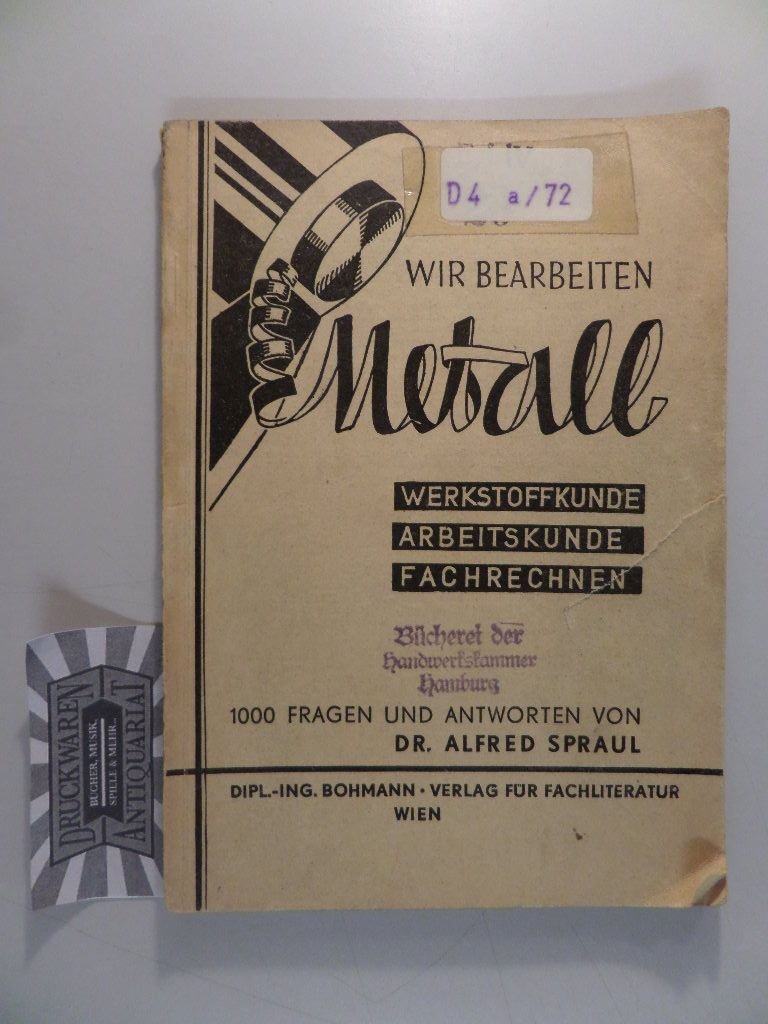 D4 a/72
WIR BEARBEITEN
Metall
WERKSTOFFKUNDE
ARBEITSKUNDE
FACHRECHNEN
Bücherei der
Handwerkskammer
Hamburg
1000 FRAGEN UND ANTWORTEN VON
DR. ALFRED SPRAUL
DIPL.-ING. BOHMANN · VERLAG FÜR FACHLITERATUR
WIEN
DRUCKWAREN
BÜCHER, MUSIK,
SPIELE & MEHR...
ANTIQUARIAT